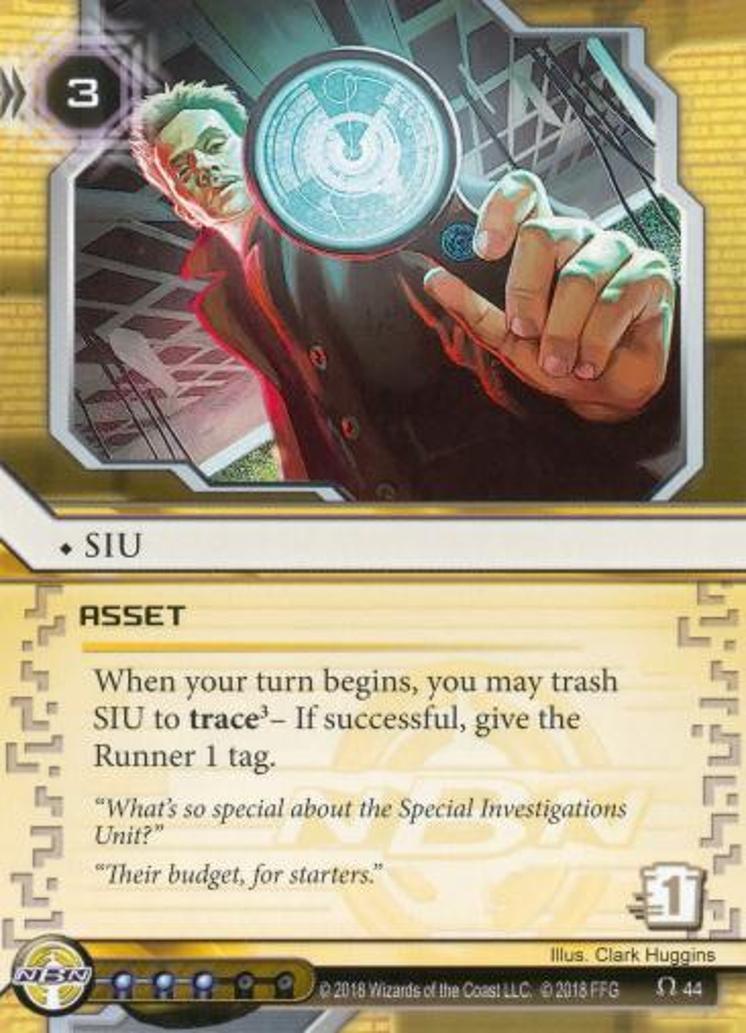 3
◆ SIU
ASSET
When your turn begins, you may trash
SIU to trace³– If successful, give the
Runner 1 tag.
“What's so special about the Special Investigations
Unit?”
“Their budget, for starters.”
1
Illus. Clark Huggins
NBN
© 2018 Wizards of the Coast LLC. © 2018 FFG Ω 44